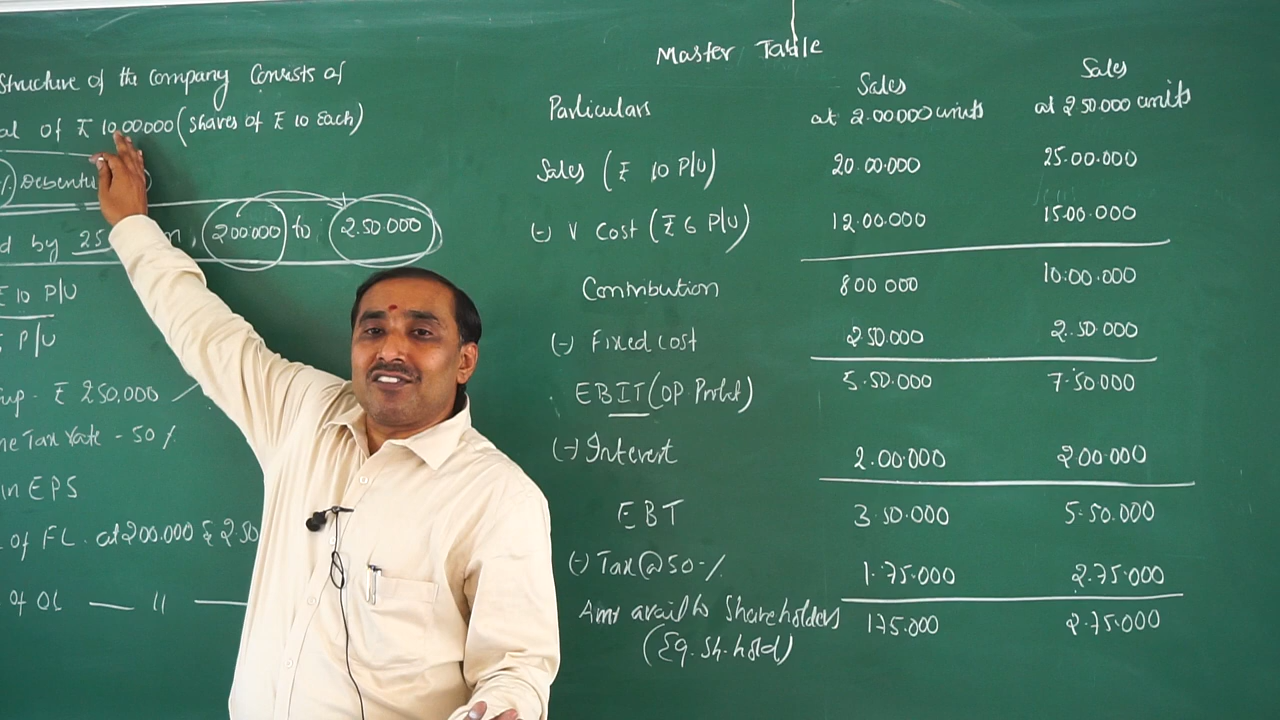 Structure of the Company Consists of
al of ₹ 10,00000 (Shares of ₹ 10 Each)
%) Debentu
d by 25 n, 200.000 to 2.50.000
₹ 10 P/U
P/U
up. ₹ 250,000
me Tax rate - 50 %
in EPS
of FL. at 200.000 & 2.50
of OL — 11 —
Master Table
Particulars Sales at 2.00000 units Sales at 2 50.000 units
Sales (₹ 10 P/U) 20.00.000 25.00.000
(-) V Cost (₹ 6 P/U) 12.00.000 15.00.000
Contribution 800 000 10.00.000
(-) Fixed cost 250.000 2.50.000
EBIT (OP Profit) 5.50.000 7.50000
(-) Interest 2.00.000 200.000
EBT 3.50.000 5.50.000
(-) Tax @ 50-% 1.75.000 2.75.000
Amt avail to Shareholders 175.000 2.75.000
(Eq. Sh. hold)